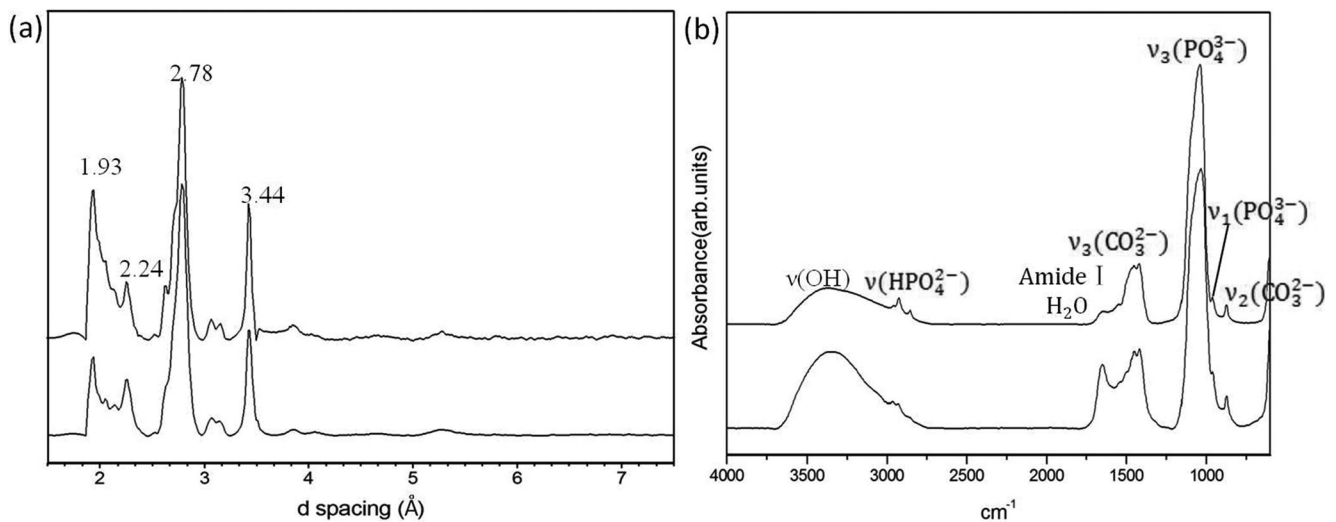 (a)
2.78
1.93
3.44
2.24
2 3 4 5 6 7
d spacing (Å)
(b)
ν₃(PO₄³⁻)
ν₁(PO₄³⁻)
ν₃(CO₃²⁻)
ν(OH) ν(HPO₄²⁻)
Amide I
H₂O
ν₂(CO₃²⁻)
Absorbance(arb.units)
4000 3500 3000 2500 2000 1500 1000
cm⁻¹